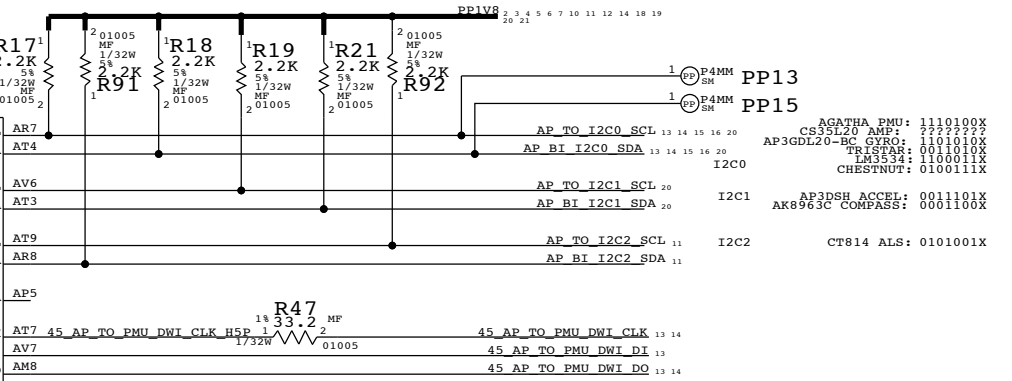 PP1V8 2 3 4 5 6 7 10 11 12 14 18 19
20 21
R17 1
2.2K
5%
1/32W
MF
01005
2
2 01005
MF
1/32W
5%
2.2K
R91
1
1 R18
2.2K
5%
1/32W
MF
2 01005
1 R19
2.2K
5%
1/32W
MF
2 01005
1 R21
2.2K
5%
1/32W
MF
2 01005
2 01005
MF
1/32W
5%
2.2K
R92
1
1 PP P4MM SM PP13
1 PP P4MM SM PP15
AR7 AP_TO_I2C0_SCL 13 14 15 16 20
AT4 AP_BI_I2C0_SDA 13 14 15 16 20
I2C0
AGATHA PMU: 1110100X
CS35L20 AMP: ????????
AP3GDL20-BC GYRO: 1101010X
TRISTAR: 0011010X
LM3534: 1100011X
CHESTNUT: 0100111X
AV6 AP_TO_I2C1_SCL 20
AT3 AP_BI_I2C1_SDA 20
I2C1
AP3DSH ACCEL: 0011101X
AK8963C COMPASS: 0001100X
AT9 AP_TO_I2C2_SCL 11
AR8 AP_BI_I2C2_SDA 11
I2C2 CT814 ALS: 0101001X
AP5
R47
1% 33.2 MF
AT7 45_AP_TO_PMU_DWI_CLK_H5P 1 2 45_AP_TO_PMU_DWI_CLK 13 14
1/32W 01005
AV7 45_AP_TO_PMU_DWI_DI 13
AM8 45_AP_TO_PMU_DWI_DO 13 14